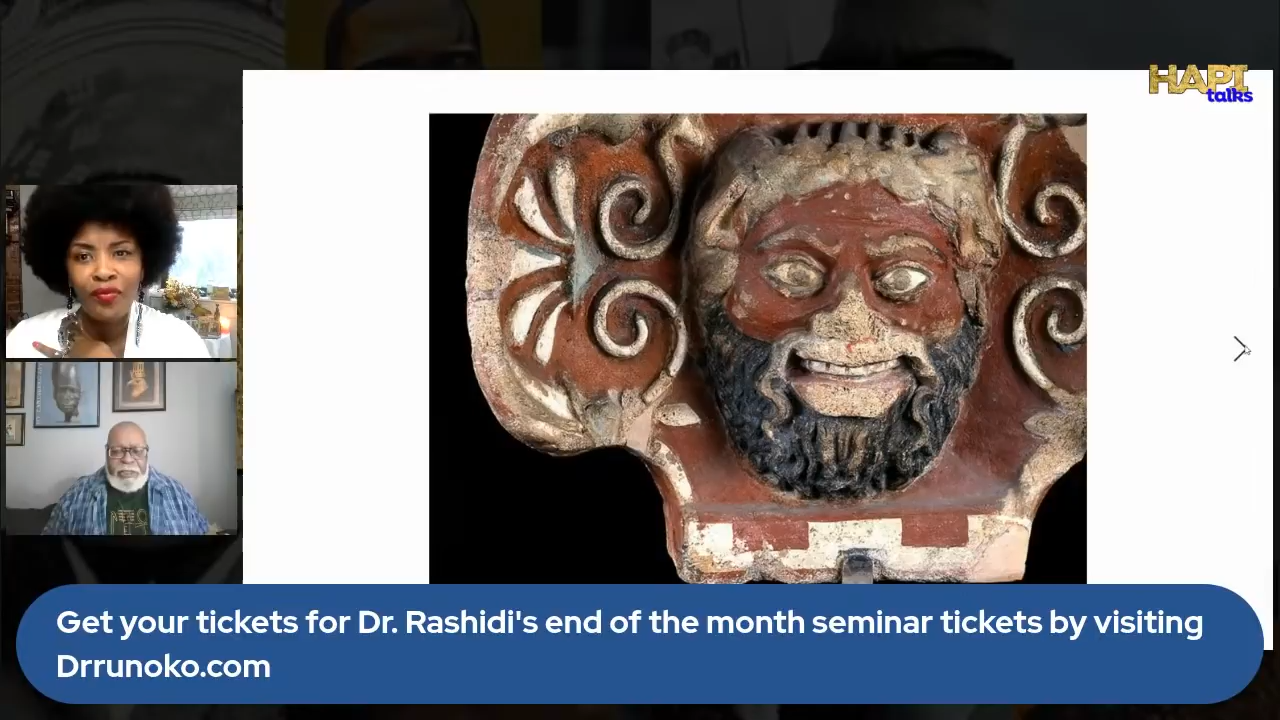 HAPI
talks
Get your tickets for Dr. Rashidi's end of the month seminar tickets by visiting
Drrunoko.com